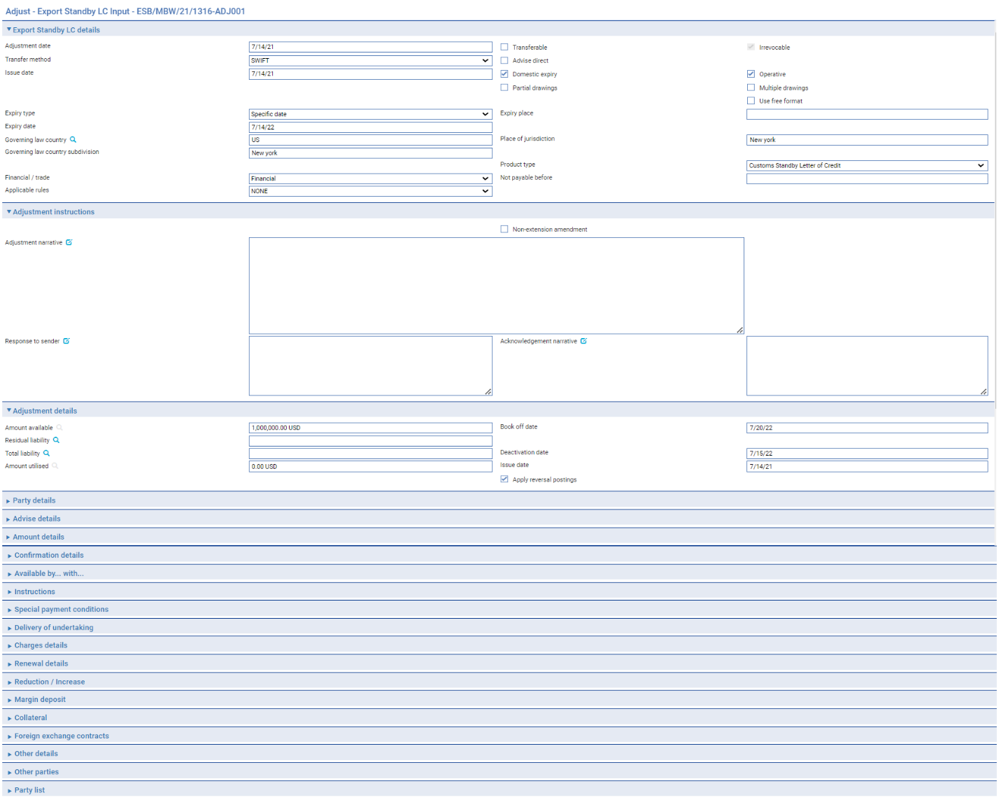 Adjust - Export Standby LC Input - ESB/MBW/21/1316-ADJ001
Export Standby LC details
Adjustment date 7/14/21 Transferable Irrevocable
Transfer method SWIFT Advise direct
Issue date 7/14/21 Domestic expiry Operative
Partial drawings Multiple drawings
Use free format
Expiry type Specific date Expiry place
Expiry date 7/14/22
Governing law country US Place of jurisdiction New york
Governing law country subdivision New york
Product type Customs Standby Letter of Credit
Financial / trade Financial Not payable before
Applicable rules NONE
Adjustment instructions
Non-extension amendment
Adjustment narrative
Response to sender Acknowledgement narrative
Adjustment details
Amount available 1,000,000.00 USD Book off date 7/20/22
Residual liability
Total liability Deactivation date 7/15/22
Amount utilised 0.00 USD Issue date 7/14/21
Apply reversal postings
Party details
Advise details
Amount details
Confirmation details
Available by... with...
Instructions
Special payment conditions
Delivery of undertaking
Charges details
Renewal details
Reduction / Increase
Margin deposit
Collateral
Foreign exchange contracts
Other details
Other parties
Party list